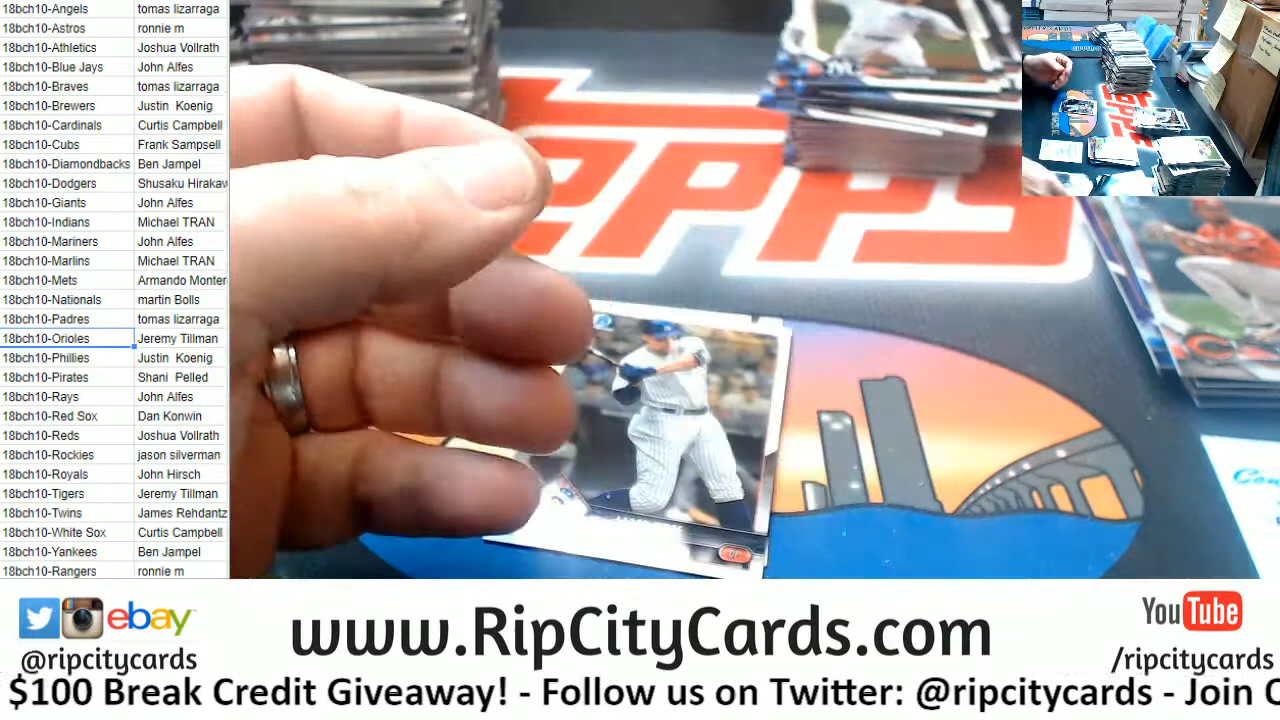 18bch10-Angels tomas lizarraga
18bch10-Astros ronnie m
18bch10-Athletics Joshua Vollrath
18bch10-Blue Jays John Alfes
18bch10-Braves tomas lizarraga
18bch10-Brewers Justin Koenig
18bch10-Cardinals Curtis Campbell
18bch10-Cubs Frank Sampsell
18bch10-Diamondbacks Ben Jampel
18bch10-Dodgers Shusaku Hirakaw
18bch10-Giants John Alfes
18bch10-Indians Michael TRAN
18bch10-Mariners John Alfes
18bch10-Marlins Michael TRAN
18bch10-Mets Armando Monter
18bch10-Nationals martin Bolls
18bch10-Padres tomas lizarraga
18bch10-Orioles Jeremy Tillman
18bch10-Phillies Justin Koenig
18bch10-Pirates Shani Pelled
18bch10-Rays John Alfes
18bch10-Red Sox Dan Konwin
18bch10-Reds Joshua Vollrath
18bch10-Rockies jason silverman
18bch10-Royals John Hirsch
18bch10-Tigers Jeremy Tillman
18bch10-Twins James Rehdantz
18bch10-White Sox Curtis Campbell
18bch10-Yankees Ben Jampel
18bch10-Rangers ronnie m
Topps
ebay
@ripcitycards
www.RipCityCards.com
YouTube
/ripcitycards
$100 Break Credit Giveaway! - Follow us on Twitter: @ripcitycards - Join